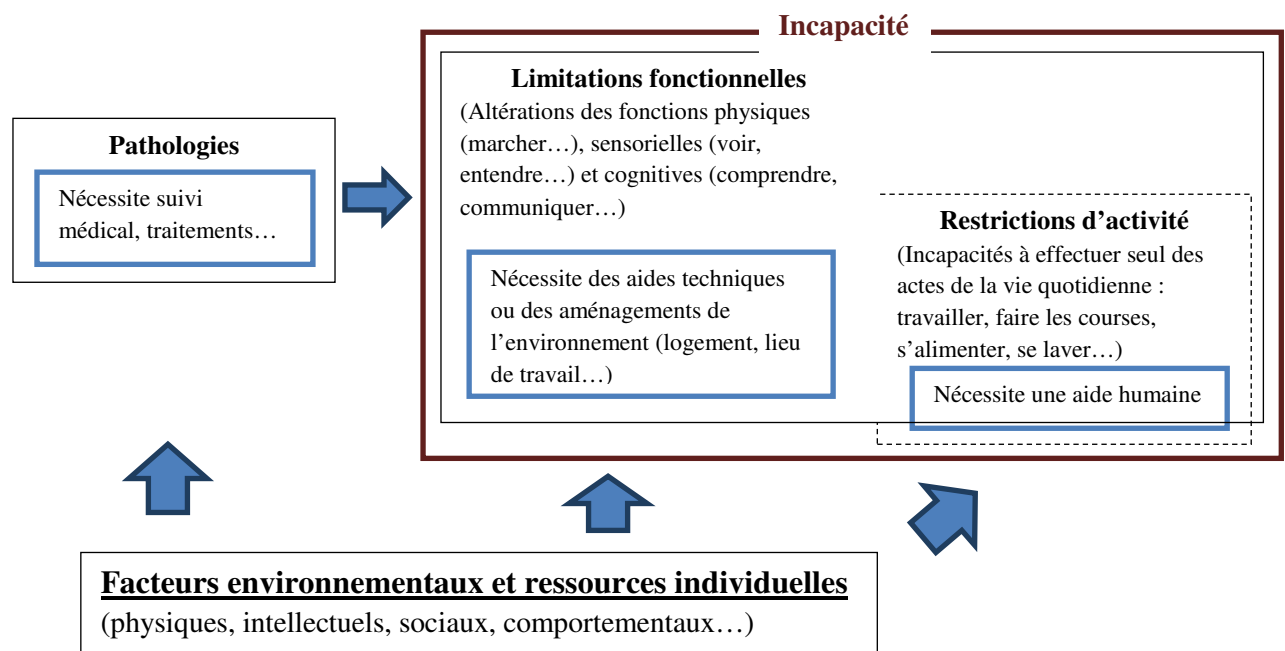 Incapacité
Limitations fonctionnelles
(Altérations des fonctions physiques
(marcher…), sensorielles (voir,
entendre…) et cognitives (comprendre,
communiquer…)
Pathologies
Nécessite suivi
médical, traitements…
Restrictions d’activité
(Incapacités à effectuer seul des
actes de la vie quotidienne :
travailler, faire les courses,
s’alimenter, se laver…)
Nécessite des aides techniques
ou des aménagements de
l’environnement (logement, lieu
de travail…)
Nécessite une aide humaine
Facteurs environnementaux et ressources individuelles
(physiques, intellectuels, sociaux, comportementaux…)